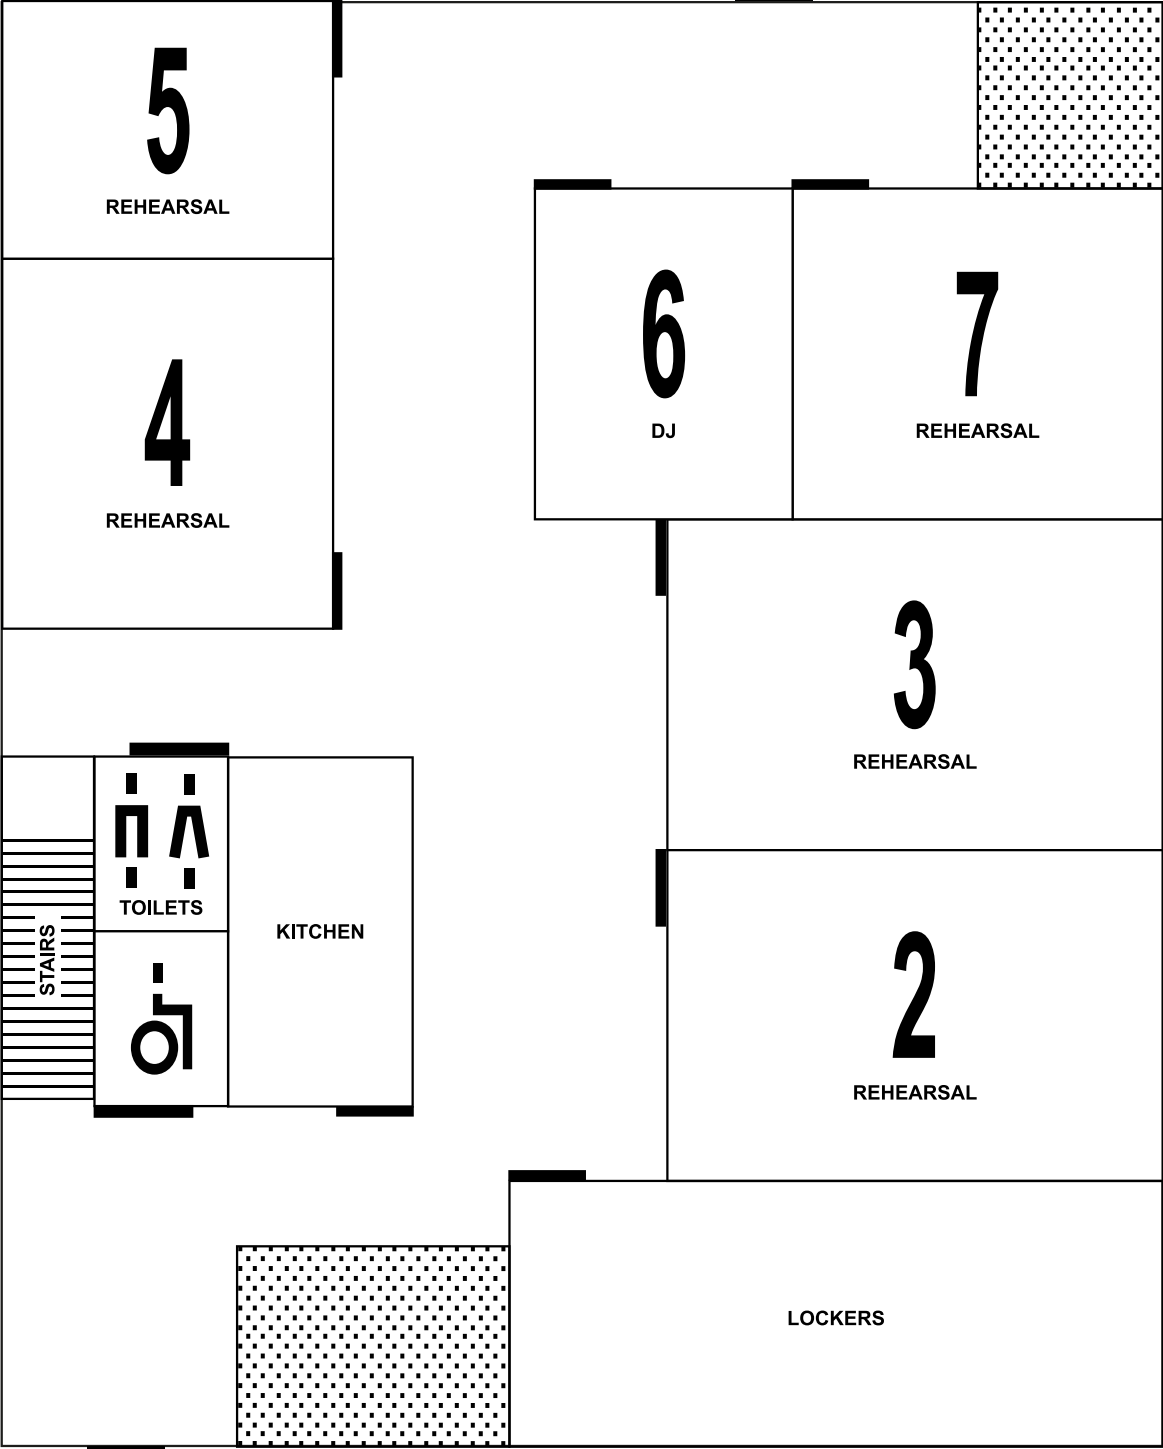 5
REHEARSAL
4
REHEARSAL
6
DJ
7
REHEARSAL
3
REHEARSAL
TOILETS
KITCHEN
STAIRS
2
REHEARSAL
LOCKERS